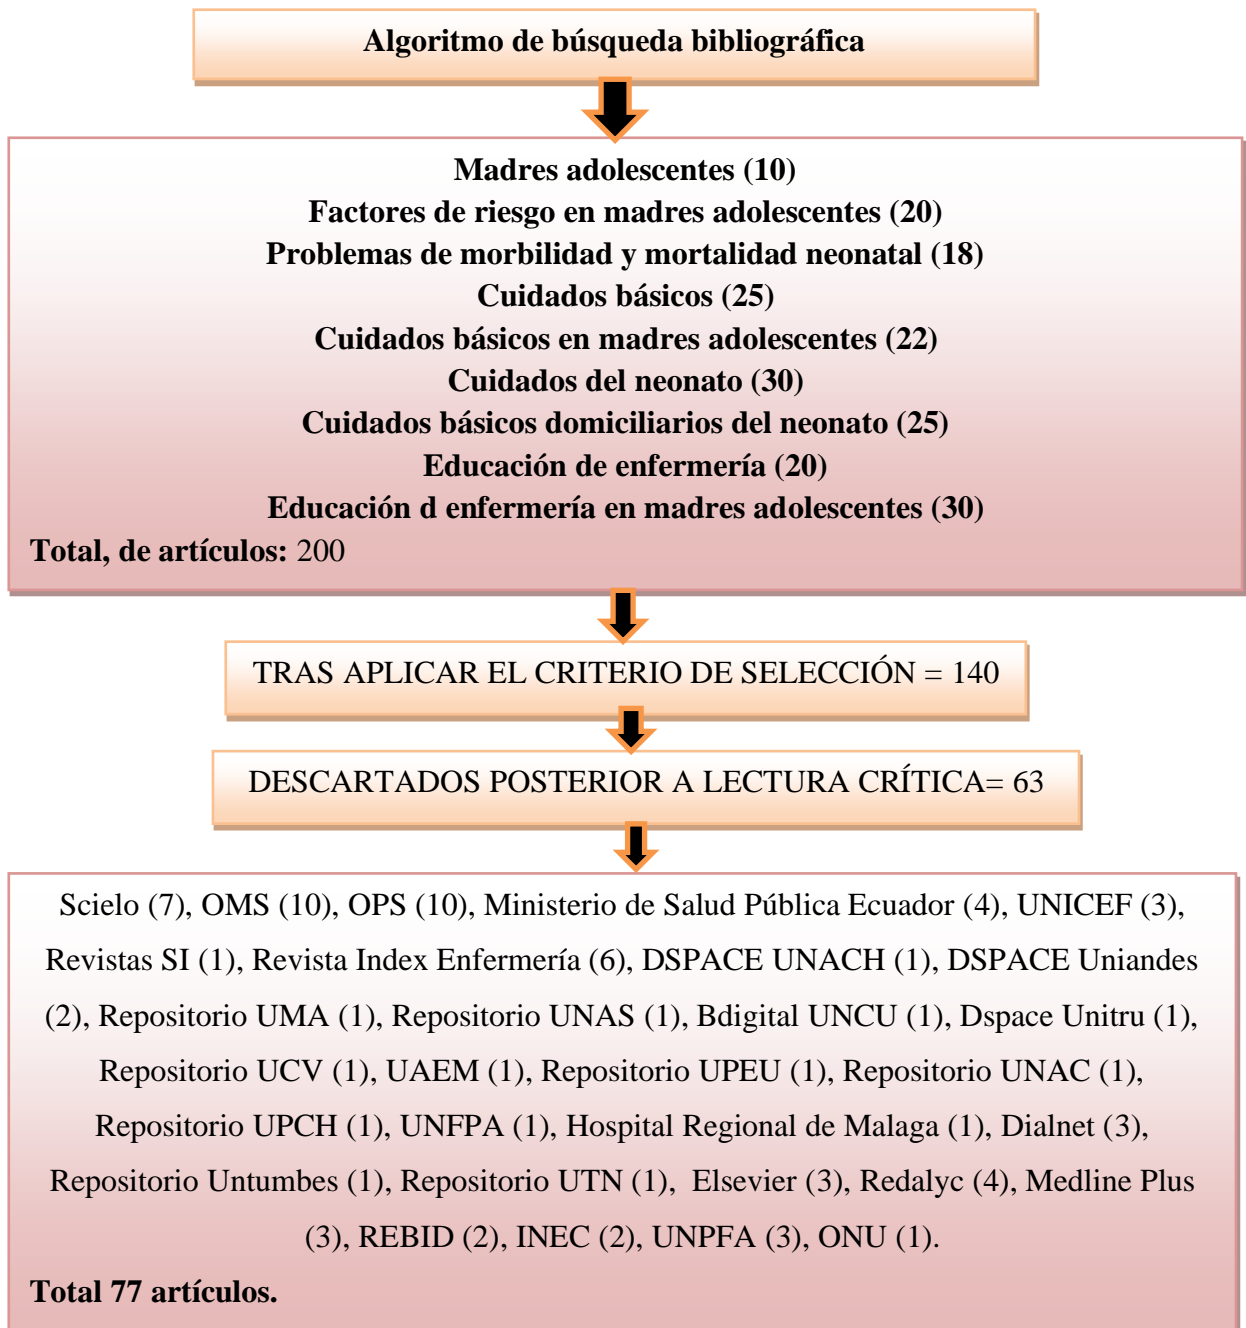 Algoritmo de búsqueda bibliográfica
Madres adolescentes (10)
Factores de riesgo en madres adolescentes (20)
Problemas de morbilidad y mortalidad neonatal (18)
Cuidados básicos (25)
Cuidados básicos en madres adolescentes (22)
Cuidados del neonato (30)
Cuidados básicos domiciliarios del neonato (25)
Educación de enfermería (20)
Educación d enfermería en madres adolescentes (30)
Total, de artículos: 200
TRAS APLICAR EL CRITERIO DE SELECCIÓN = 140
DESCARTADOS POSTERIOR A LECTURA CRÍTICA= 63
Scielo (7), OMS (10), OPS (10), Ministerio de Salud Pública Ecuador (4), UNICEF (3),
Revistas SI (1), Revista Index Enfermería (6), DSPACE UNACH (1), DSPACE Uniandes
(2), Repositorio UMA (1), Repositorio UNAS (1), Bdigital UNCU (1), Dspace Unitru (1),
Repositorio UCV (1), UAEM (1), Repositorio UPEU (1), Repositorio UNAC (1),
Repositorio UPCH (1), UNFPA (1), Hospital Regional de Malaga (1), Dialnet (3),
Repositorio Untumbes (1), Repositorio UTN (1), Elsevier (3), Redalyc (4), Medline Plus
(3), REBID (2), INEC (2), UNPFA (3), ONU (1).
Total 77 artículos.